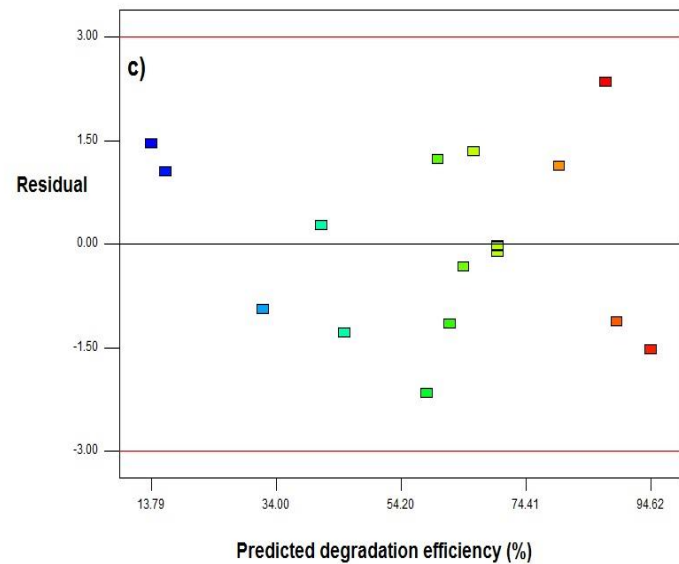 c)
3.00
1.50
Residual
0.00
-1.50
-3.00
13.79 34.00 54.20 74.41 94.62
Predicted degradation efficiency (%)